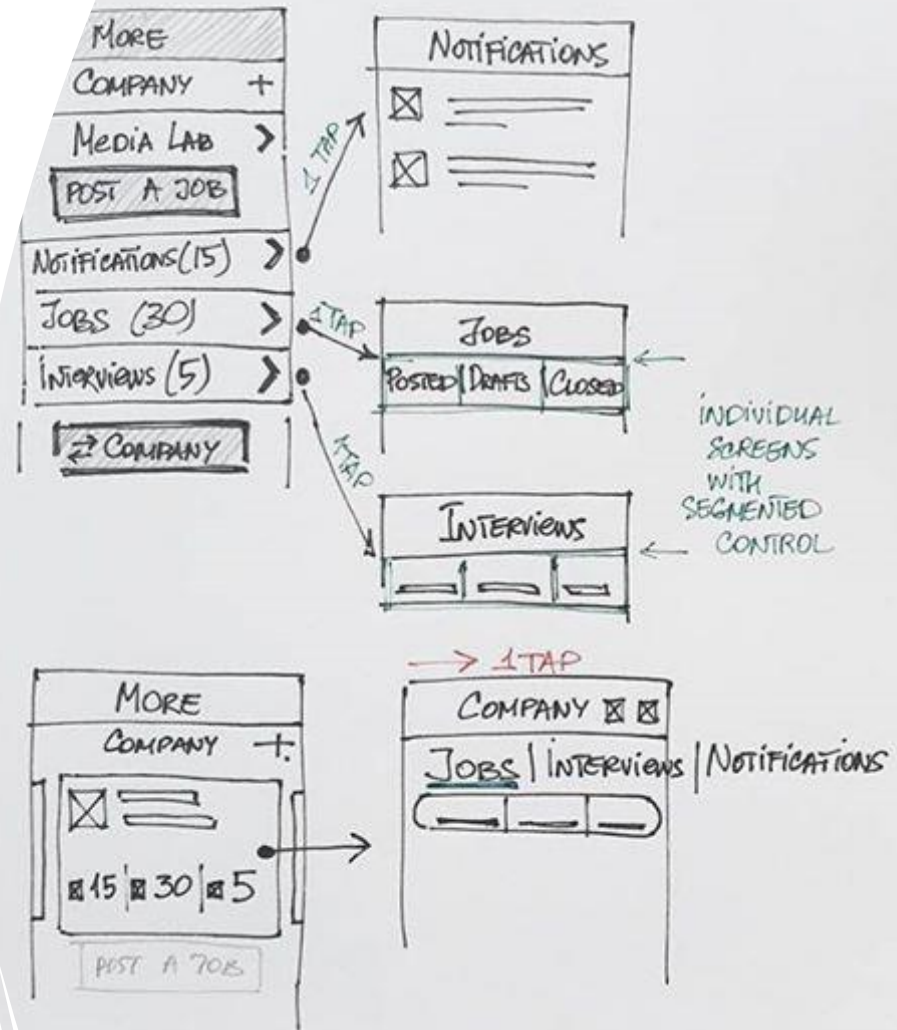 MORE
COMPANY +
MEDIA LAB >
POST A JOB
NOTIFICATIONS (15) >
JOBS (30) >
INTERVIEWS (5) >
⇄ COMPANY
1 TAP
NOTIFICATIONS
1 TAP
JOBS
POSTED | DRAFTS | CLOSED
1 TAP
INTERVIEWS
INDIVIDUAL
SCREENS
WITH
SEGMENTED
CONTROL
MORE
COMPANY +
15 | 30 | 5
POST A JOB
→ 1 TAP
COMPANY
JOBS | INTERVIEWS | NOTIFICATIONS